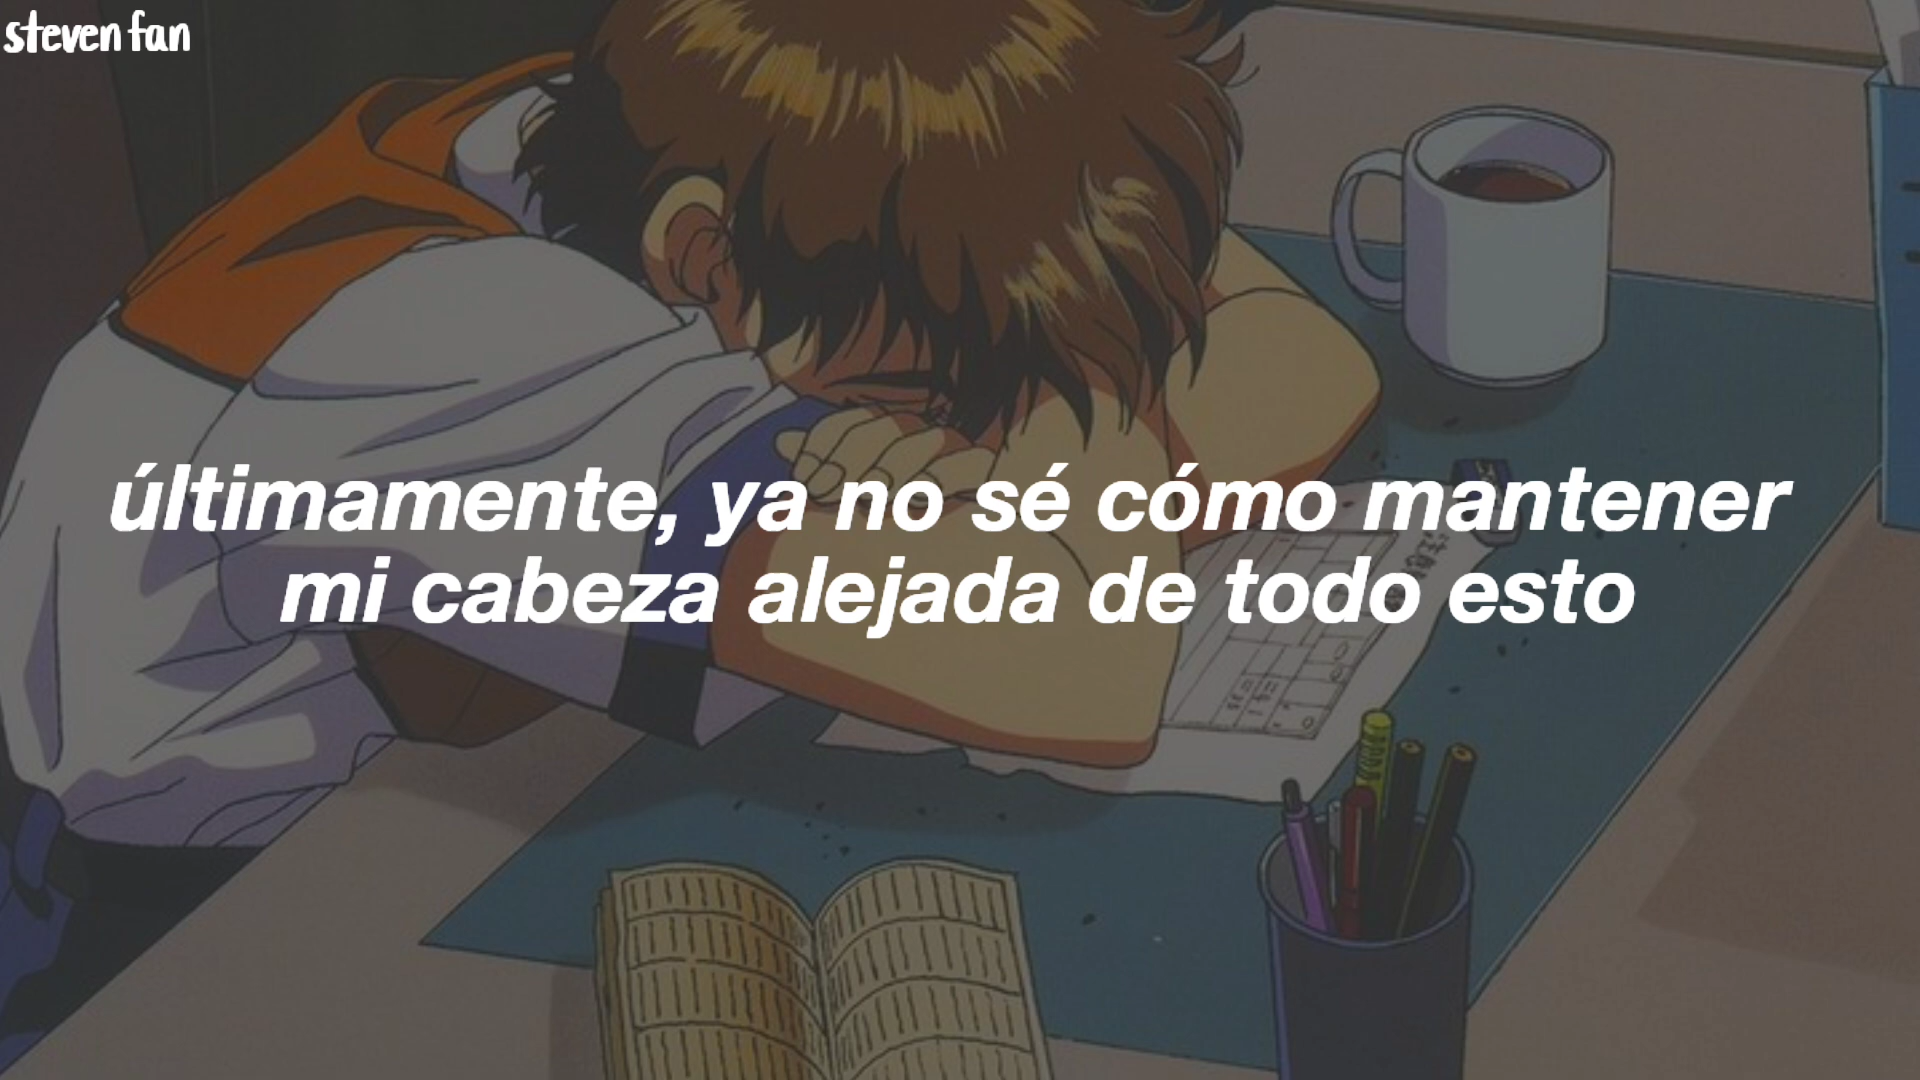 steven fan
últimamente, ya no sé cómo mantener
mi cabeza alejada de todo esto